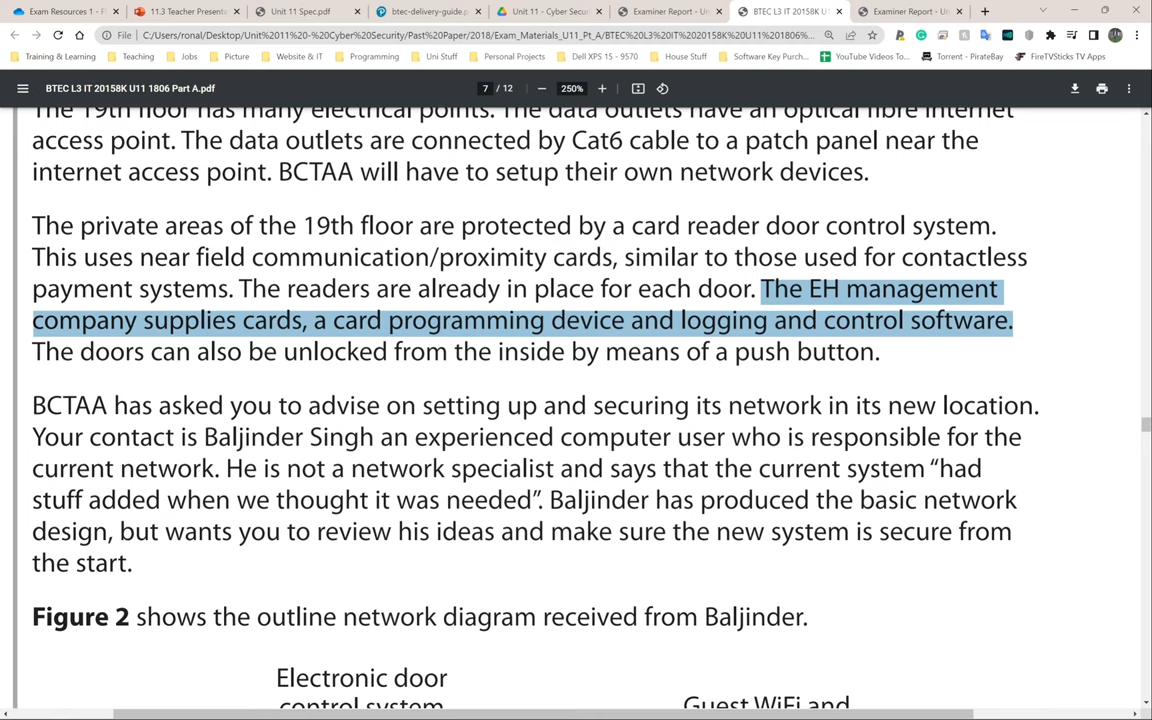 Exam Resources 1 - F
11.3 Teacher Presenta
Unit 11 Spec.pdf
btec-delivery-guide.p
Unit 11 - Cyber Secur
Examiner Report - Un
BTEC L3 IT 20158K U
Examiner Report - Un
File | C:/Users/ronal/Desktop/Unit%2011%20-%20Cyber%20Security/Past%20Paper/2018/Exam_Materials_U11_Pt_A/BTEC%20L3%20IT%2020158K%20U11%201806%...
Training & Learning
Teaching
Jobs
Picture
Website & IT
Programming
Uni Stuff
Personal Projects
Dell XPS 15 - 9570
House Stuff
Software Key Purch...
YouTube Videos To...
Torrent - PirateBay
FireTVSticks TV Apps
BTEC L3 IT 20158K U11 1806 Part A.pdf
7 / 12
250%
The 19th floor has many electrical points. The data outlets have an optical fibre internet
access point. The data outlets are connected by Cat6 cable to a patch panel near the
internet access point. BCTAA will have to setup their own network devices.
The private areas of the 19th floor are protected by a card reader door control system.
This uses near field communication/proximity cards, similar to those used for contactless
payment systems. The readers are already in place for each door. The EH management
company supplies cards, a card programming device and logging and control software.
The doors can also be unlocked from the inside by means of a push button.
BCTAA has asked you to advise on setting up and securing its network in its new location.
Your contact is Baljinder Singh an experienced computer user who is responsible for the
current network. He is not a network specialist and says that the current system “had
stuff added when we thought it was needed”. Baljinder has produced the basic network
design, but wants you to review his ideas and make sure the new system is secure from
the start.
Figure 2 shows the outline network diagram received from Baljinder.
Electronic door
control system
Guest WiFi and